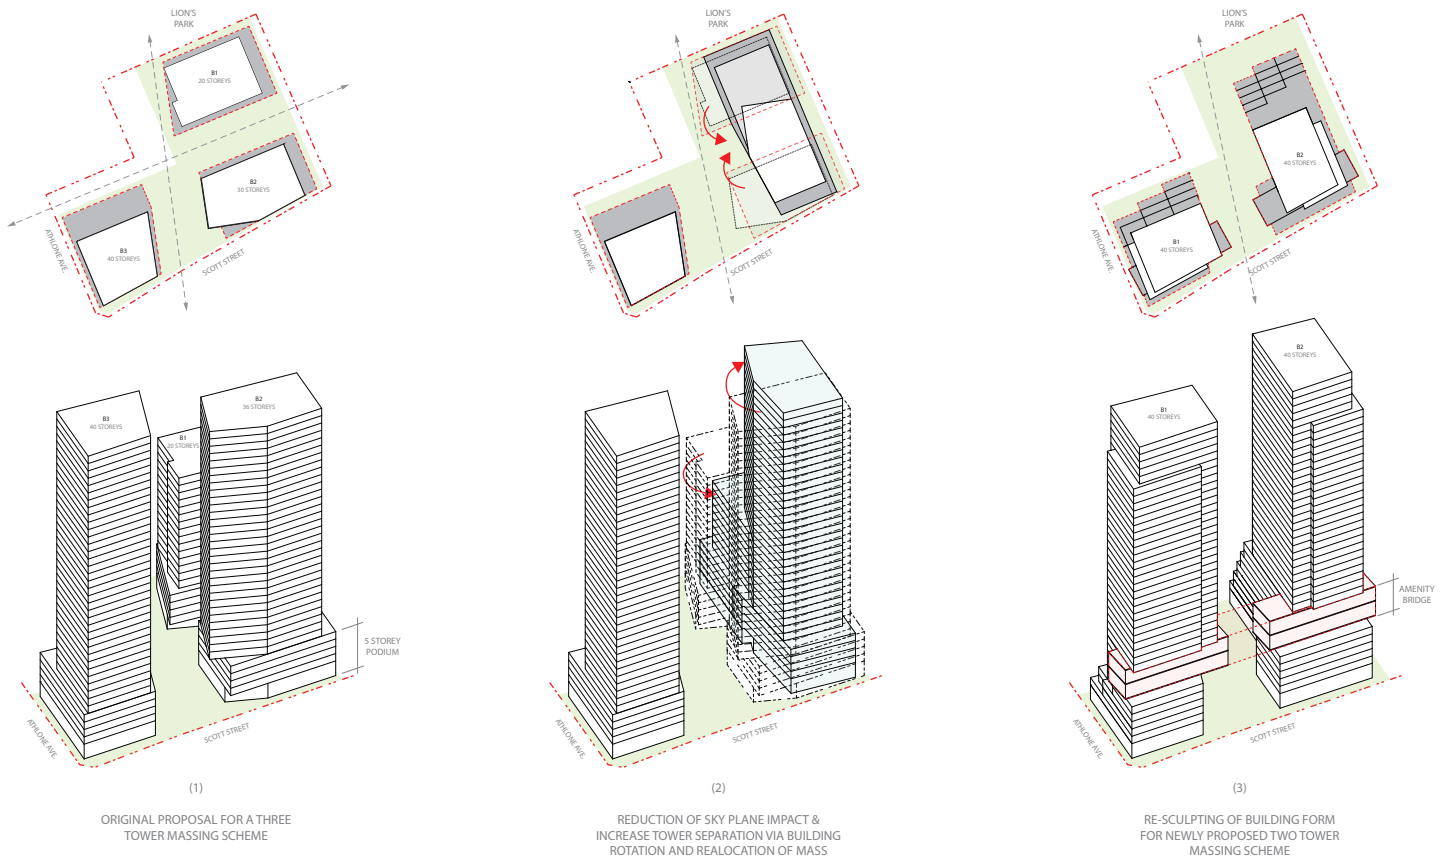 LION'S
PARK
B1
20 STOREYS
B2
30 STOREYS
B3
40 STOREYS
ATHLONE AVE.
SCOTT STREET
B3
40 STOREYS
B1
20 STOREYS
B2
36 STOREYS
5 STOREY
PODIUM
ATHLONE AVE.
SCOTT STREET
(1)
ORIGINAL PROPOSAL FOR A THREE
TOWER MASSING SCHEME
LION'S
PARK
ATHLONE AVE.
SCOTT STREET
ATHLONE AVE.
SCOTT STREET
(2)
REDUCTION OF SKY PLANE IMPACT &
INCREASE TOWER SEPARATION VIA BUILDING
ROTATION AND REALOCATION OF MASS
LION'S
PARK
B2
40 STOREYS
B1
40 STOREYS
ATHLONE AVE.
SCOTT STREET
B2
40 STOREYS
B1
40 STOREYS
AMENITY
BRIDGE
ATHLONE AVE.
SCOTT STREET
(3)
RE-SCULPTING OF BUILDING FORM
FOR NEWLY PROPOSED TWO TOWER
MASSING SCHEME